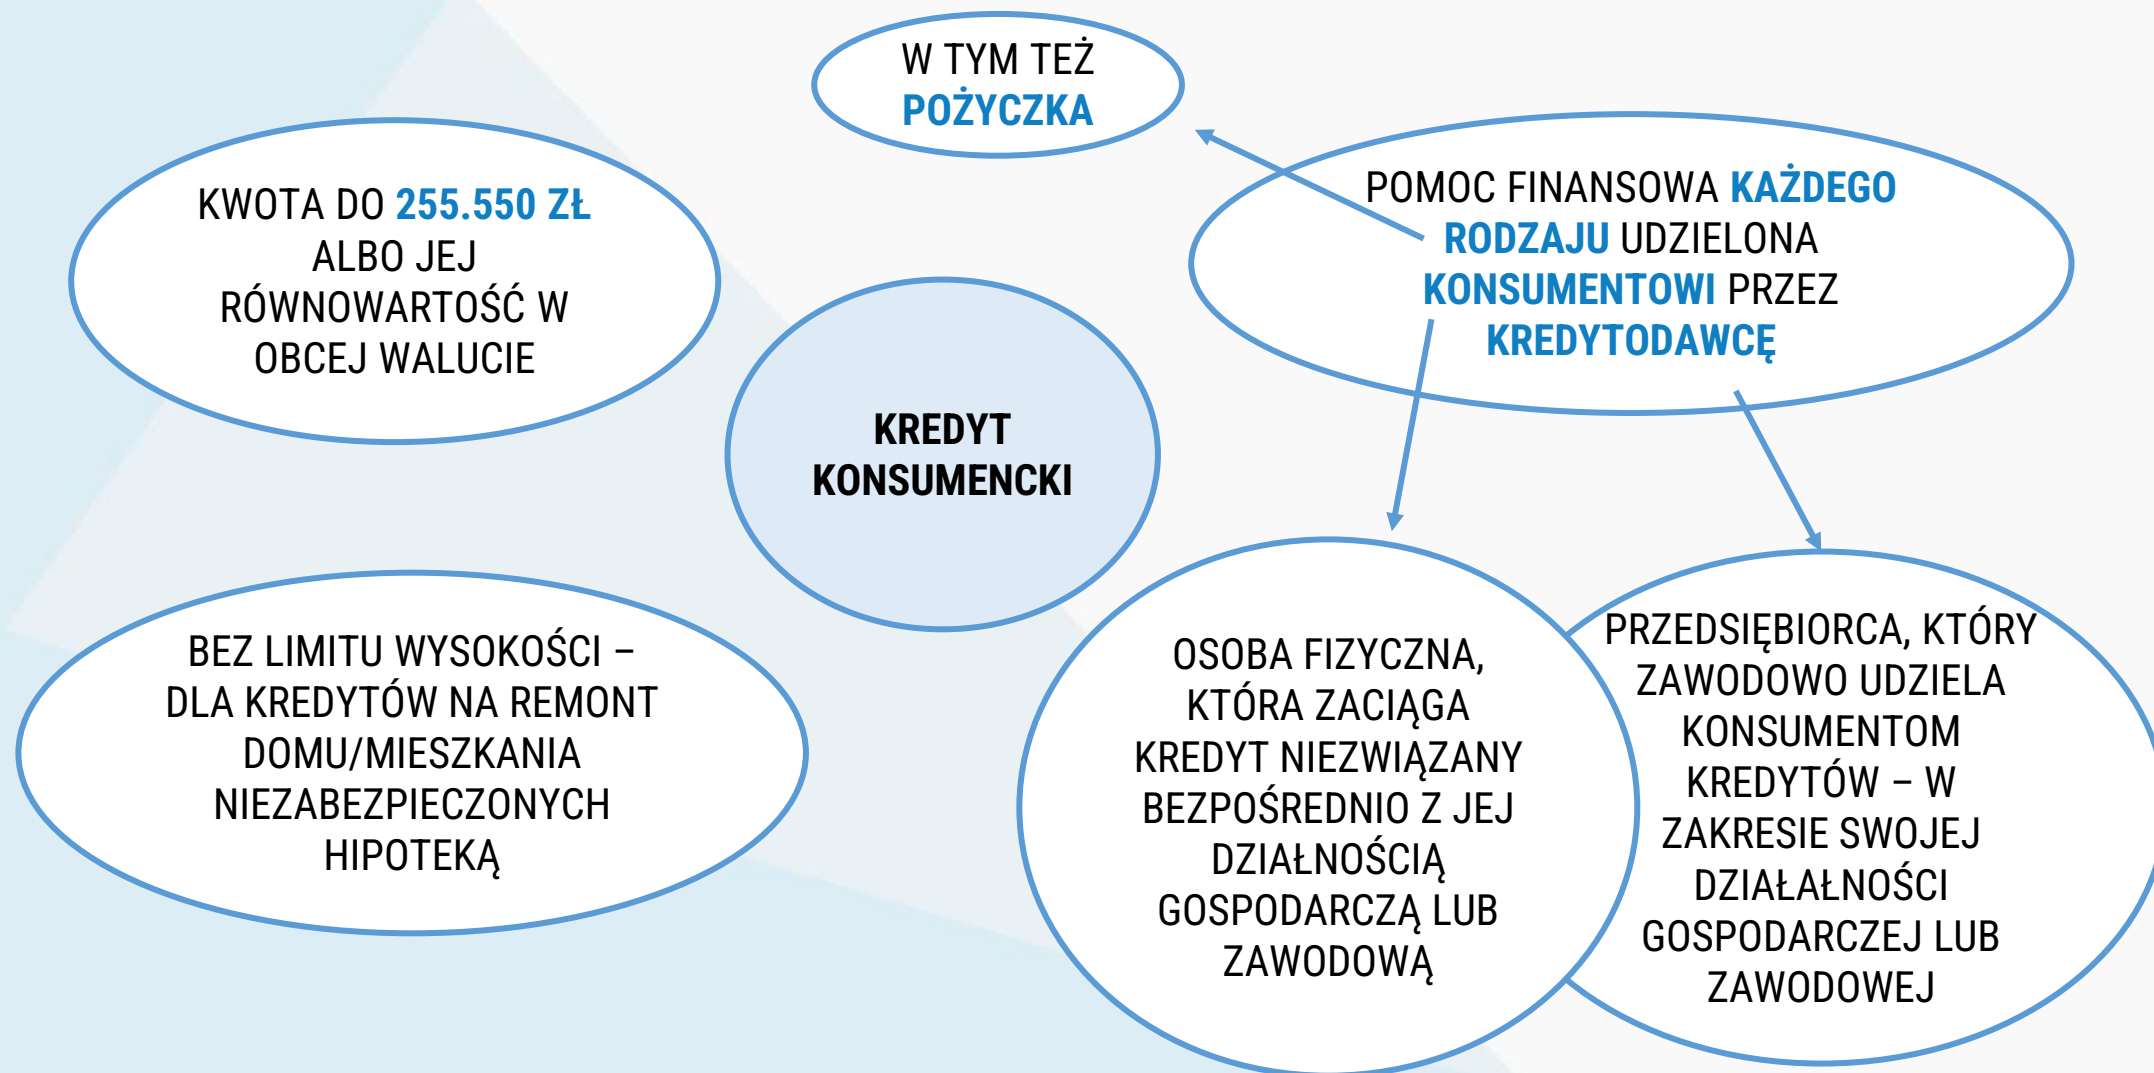 W TYM TEŻ
POŻYCZKA
KWOTA DO 255.550 ZŁ
ALBO JEJ
RÓWNOWARTOŚĆ W
OBCEJ WALUCIE
POMOC FINANSOWA KAŻDEGO
RODZAJU UDZIELONA
KONSUMENTOWI PRZEZ
KREDYTODAWCĘ
KREDYT
KONSUMENCKI
BEZ LIMITU WYSOKOŚCI –
DLA KREDYTÓW NA REMONT
DOMU/MIESZKANIA
NIEZABEZPIECZONYCH
HIPOTEKĄ
OSOBA FIZYCZNA,
KTÓRA ZACIĄGA
KREDYT NIEZWIĄZANY
BEZPOŚREDNIO Z JEJ
DZIAŁNOŚCIĄ
GOSPODARCZĄ LUB
ZAWODOWĄ
PRZEDSIĘBIORCA, KTÓRY
ZAWODOWO UDZIELA
KONSUMENTOM
KREDYTÓW – W
ZAKRESIE SWOJEJ
DZIAŁAŁNOŚCI
GOSPODARCZEJ LUB
ZAWODOWEJ